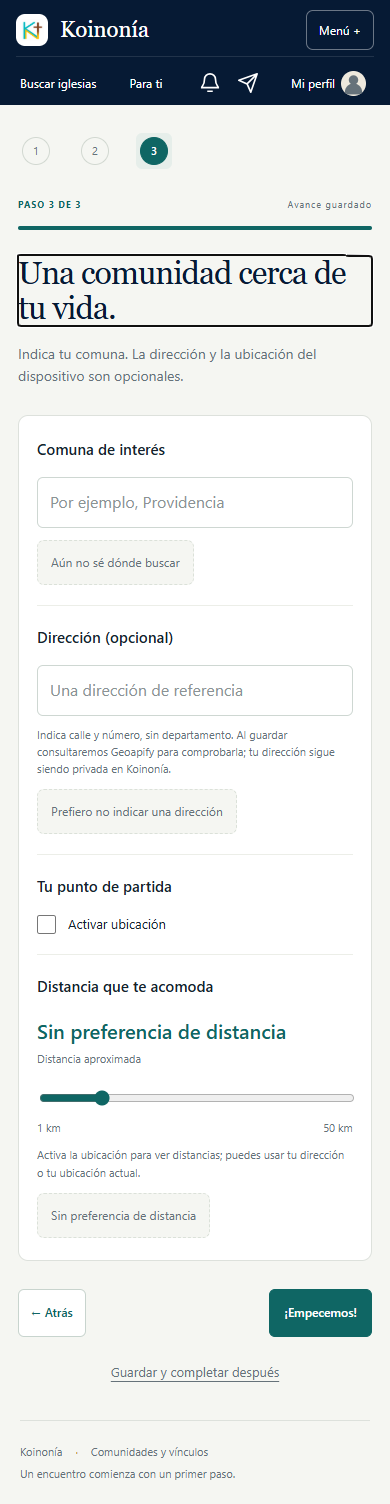 Koinonía
Menú +
Buscar iglesias
Para ti
Mi perfil
1
2
3
PASO 3 DE 3
Avance guardado
Una comunidad cerca de
tu vida.
Indica tu comuna. La dirección y la ubicación del
dispositivo son opcionales.
Comuna de interés
Por ejemplo, Providencia
Aún no sé dónde buscar
Dirección (opcional)
Una dirección de referencia
Indica calle y número, sin departamento. Al guardar
consultaremos Geoapify para comprobarla; tu dirección sigue
siendo privada en Koinonía.
Prefiero no indicar una dirección
Tu punto de partida
Activar ubicación
Distancia que te acomoda
Sin preferencia de distancia
Distancia aproximada
1 km
50 km
Activa la ubicación para ver distancias; puedes usar tu dirección
o tu ubicación actual.
Sin preferencia de distancia
← Atrás
¡Empecemos!
Guardar y completar después
Koinonía · Comunidades y vínculos
Un encuentro comienza con un primer paso.